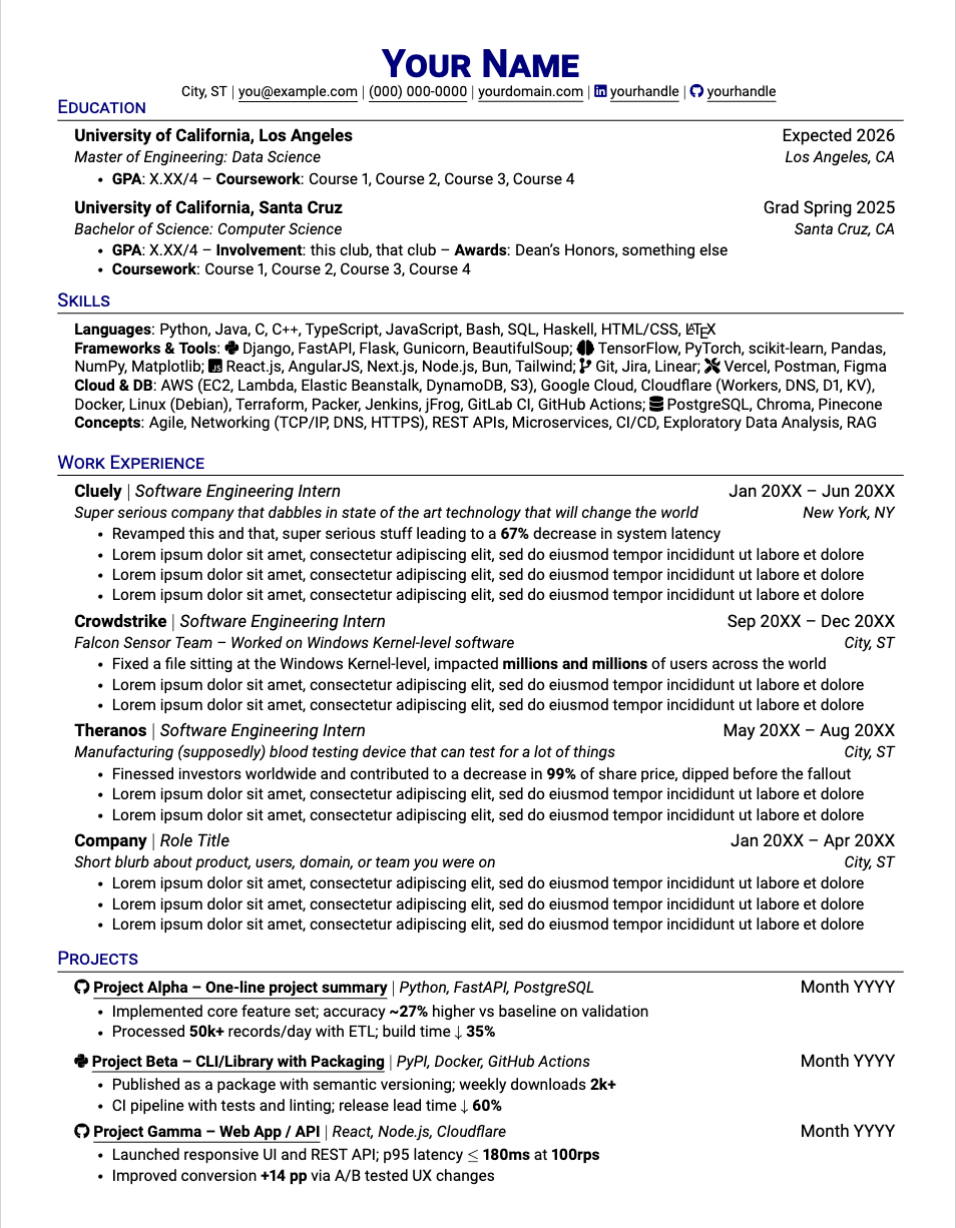 Your Name
City, ST | you@example.com | (000) 000-0000 | yourdomain.com | yourhandle | yourhandle
Education
University of California, Los Angeles Expected 2026
Master of Engineering: Data Science Los Angeles, CA
• GPA: X.XX/4 – Coursework: Course 1, Course 2, Course 3, Course 4
University of California, Santa Cruz Grad Spring 2025
Bachelor of Science: Computer Science Santa Cruz, CA
• GPA: X.XX/4 – Involvement: this club, that club – Awards: Dean’s Honors, something else
• Coursework: Course 1, Course 2, Course 3, Course 4
Skills
Languages: Python, Java, C, C++, TypeScript, JavaScript, Bash, SQL, Haskell, HTML/CSS, LATEX
Frameworks & Tools: Django, FastAPI, Flask, Gunicorn, BeautifulSoup; TensorFlow, PyTorch, scikit-learn, Pandas,
NumPy, Matplotlib; React.js, AngularJS, Next.js, Node.js, Bun, Tailwind; Git, Jira, Linear; Vercel, Postman, Figma
Cloud & DB: AWS (EC2, Lambda, Elastic Beanstalk, DynamoDB, S3), Google Cloud, Cloudflare (Workers, DNS, D1, KV),
Docker, Linux (Debian), Terraform, Packer, Jenkins, jFrog, GitLab CI, GitHub Actions; PostgreSQL, Chroma, Pinecone
Concepts: Agile, Networking (TCP/IP, DNS, HTTPS), REST APIs, Microservices, CI/CD, Exploratory Data Analysis, RAG
Work Experience
Cluely | Software Engineering Intern Jan 20XX – Jun 20XX
Super serious company that dabbles in state of the art technology that will change the world New York, NY
• Revamped this and that, super serious stuff leading to a 67% decrease in system latency
• Lorem ipsum dolor sit amet, consectetur adipiscing elit, sed do eiusmod tempor incididunt ut labore et dolore
• Lorem ipsum dolor sit amet, consectetur adipiscing elit, sed do eiusmod tempor incididunt ut labore et dolore
• Lorem ipsum dolor sit amet, consectetur adipiscing elit, sed do eiusmod tempor incididunt ut labore et dolore
Crowdstrike | Software Engineering Intern Sep 20XX – Dec 20XX
Falcon Sensor Team – Worked on Windows Kernel-level software City, ST
• Fixed a file sitting at the Windows Kernel-level, impacted millions and millions of users across the world
• Lorem ipsum dolor sit amet, consectetur adipiscing elit, sed do eiusmod tempor incididunt ut labore et dolore
• Lorem ipsum dolor sit amet, consectetur adipiscing elit, sed do eiusmod tempor incididunt ut labore et dolore
Theranos | Software Engineering Intern May 20XX – Aug 20XX
Manufacturing (supposedly) blood testing device that can test for a lot of things City, ST
• Finessed investors worldwide and contributed to a decrease in 99% of share price, dipped before the fallout
• Lorem ipsum dolor sit amet, consectetur adipiscing elit, sed do eiusmod tempor incididunt ut labore et dolore
• Lorem ipsum dolor sit amet, consectetur adipiscing elit, sed do eiusmod tempor incididunt ut labore et dolore
Company | Role Title Jan 20XX – Apr 20XX
Short blurb about product, users, domain, or team you were on City, ST
• Lorem ipsum dolor sit amet, consectetur adipiscing elit, sed do eiusmod tempor incididunt ut labore et dolore
• Lorem ipsum dolor sit amet, consectetur adipiscing elit, sed do eiusmod tempor incididunt ut labore et dolore
• Lorem ipsum dolor sit amet, consectetur adipiscing elit, sed do eiusmod tempor incididunt ut labore et dolore
Projects
Project Alpha – One-line project summary | Python, FastAPI, PostgreSQL Month YYYY
• Implemented core feature set; accuracy ~27% higher vs baseline on validation
• Processed 50k+ records/day with ETL; build time ↓ 35%
Project Beta – CLI/Library with Packaging | PyPI, Docker, GitHub Actions Month YYYY
• Published as a package with semantic versioning; weekly downloads 2k+
• CI pipeline with tests and linting; release lead time ↓ 60%
Project Gamma – Web App / API | React, Node.js, Cloudflare Month YYYY
• Launched responsive UI and REST API; p95 latency ≤ 180ms at 100rps
• Improved conversion +14 pp via A/B tested UX changes